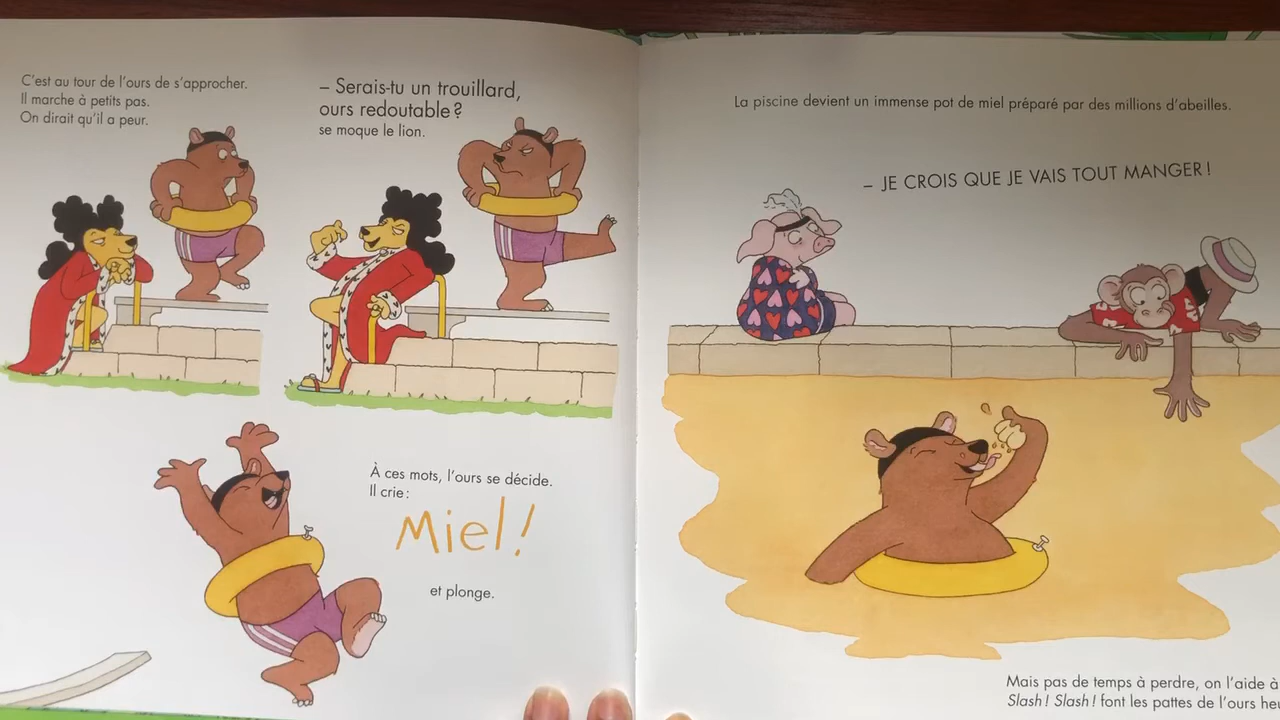 C'est au tour de l'ours de s'approcher.
Il marche à petits pas.
On dirait qu'il a peur.
– Serais-tu un trouillard,
ours redoutable ?
se moque le lion.
À ces mots, l'ours se décide.
Il crie :
Miel !
et plonge.
La piscine devient un immense pot de miel préparé par des millions d'abeilles.
– JE CROIS QUE JE VAIS TOUT MANGER !
Mais pas de temps à perdre, on l'aide à
Slash ! Slash ! font les pattes de l'ours